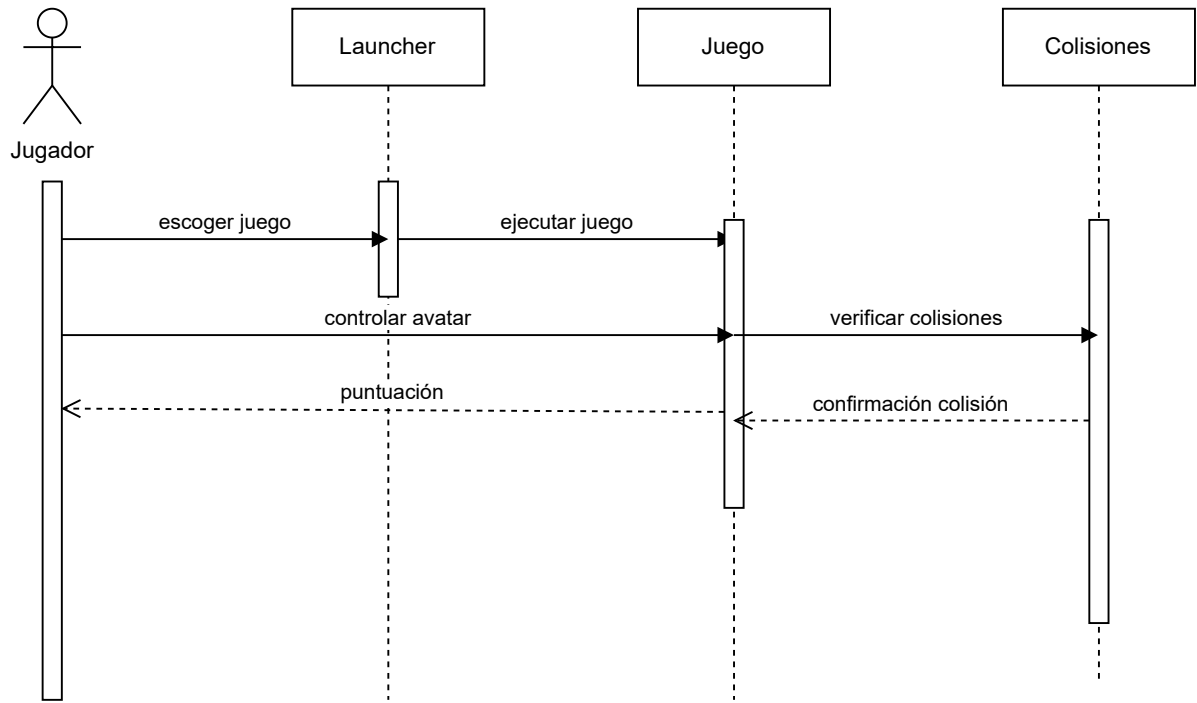 Launcher
Juego
Colisiones
Jugador
escoger juego
ejecutar juego
controlar avatar
verificar colisiones
puntuación
confirmación colisión